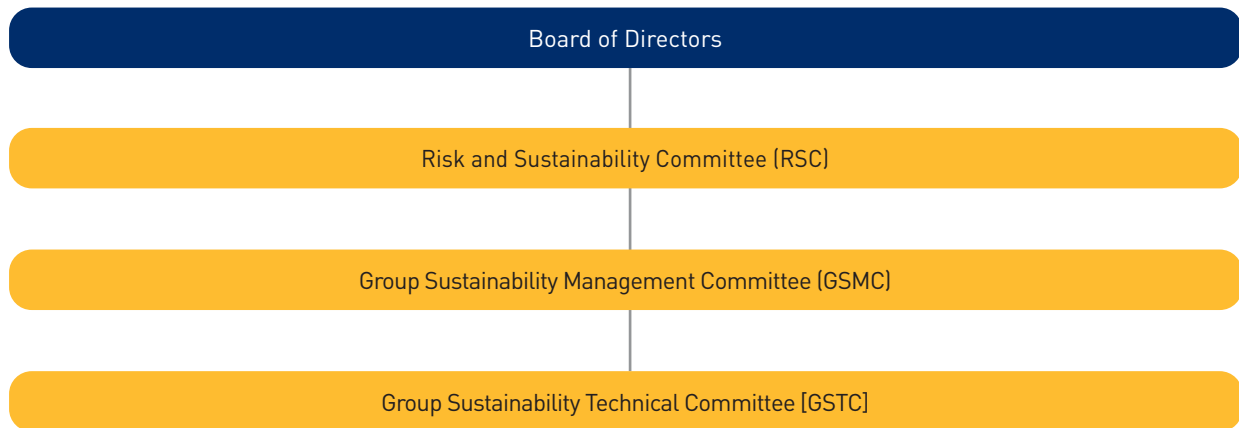 Board of Directors
Risk and Sustainability Committee (RSC)
Group Sustainability Management Committee (GSMC)
Group Sustainability Technical Committee [GSTC]